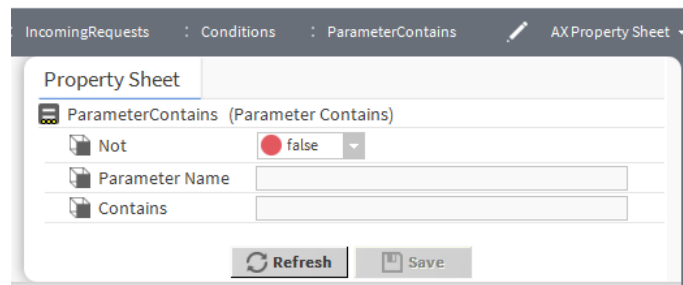 : IncomingRequests : Conditions : ParameterContains AX Property Sheet
Property Sheet
ParameterContains (Parameter Contains)
Not false
Parameter Name
Contains
Refresh Save